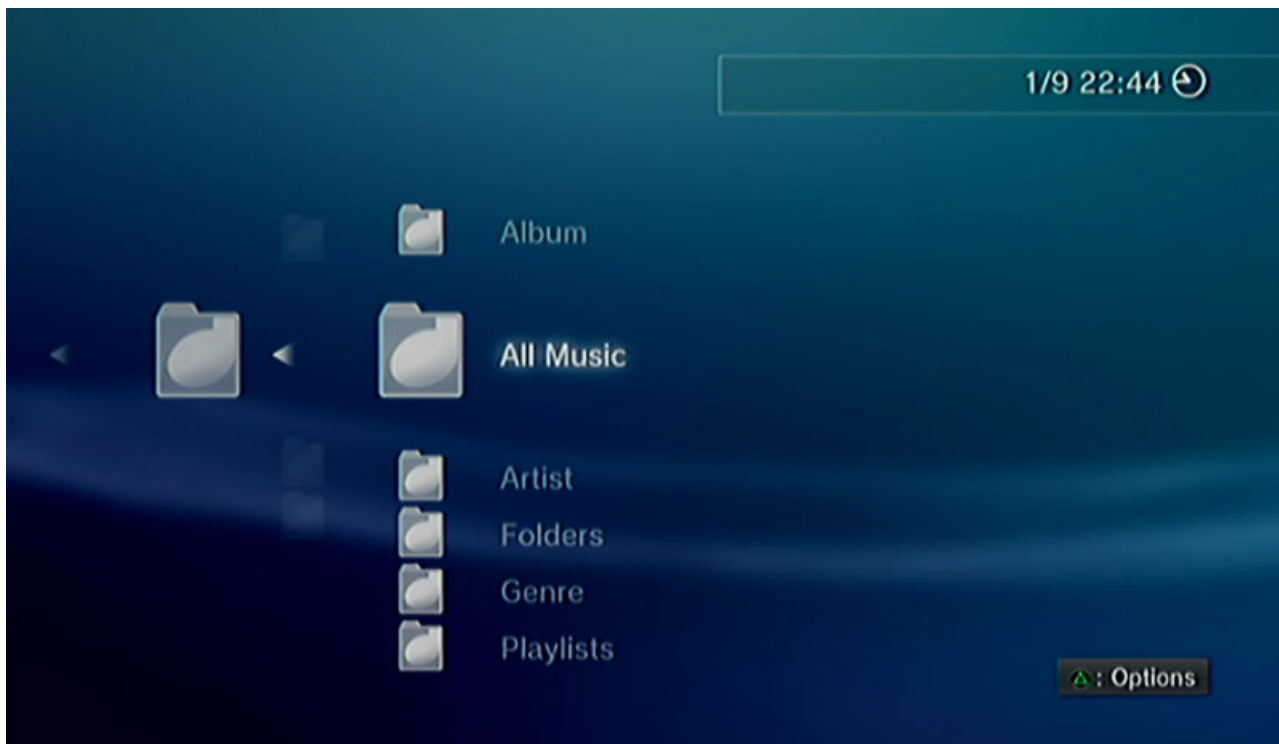 1/9 22:44
Album
All Music
Artist
Folders
Genre
Playlists
: Options